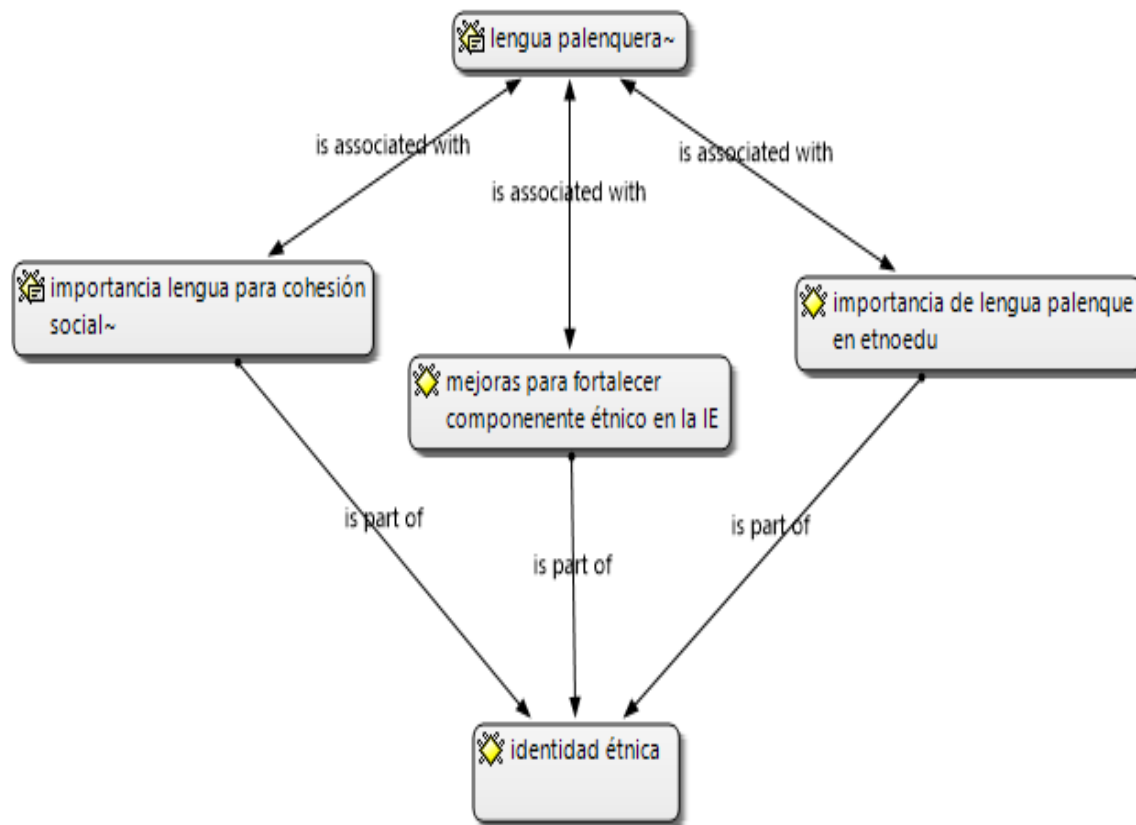 lengua palenquera~
is associated with
is associated with
is associated with
importancia lengua para cohesión
social~
importancia de lengua palenque
en etnoedu
mejoras para fortalecer
componenente étnico en la IE
is part of
is part of
is part of
identidad étnica